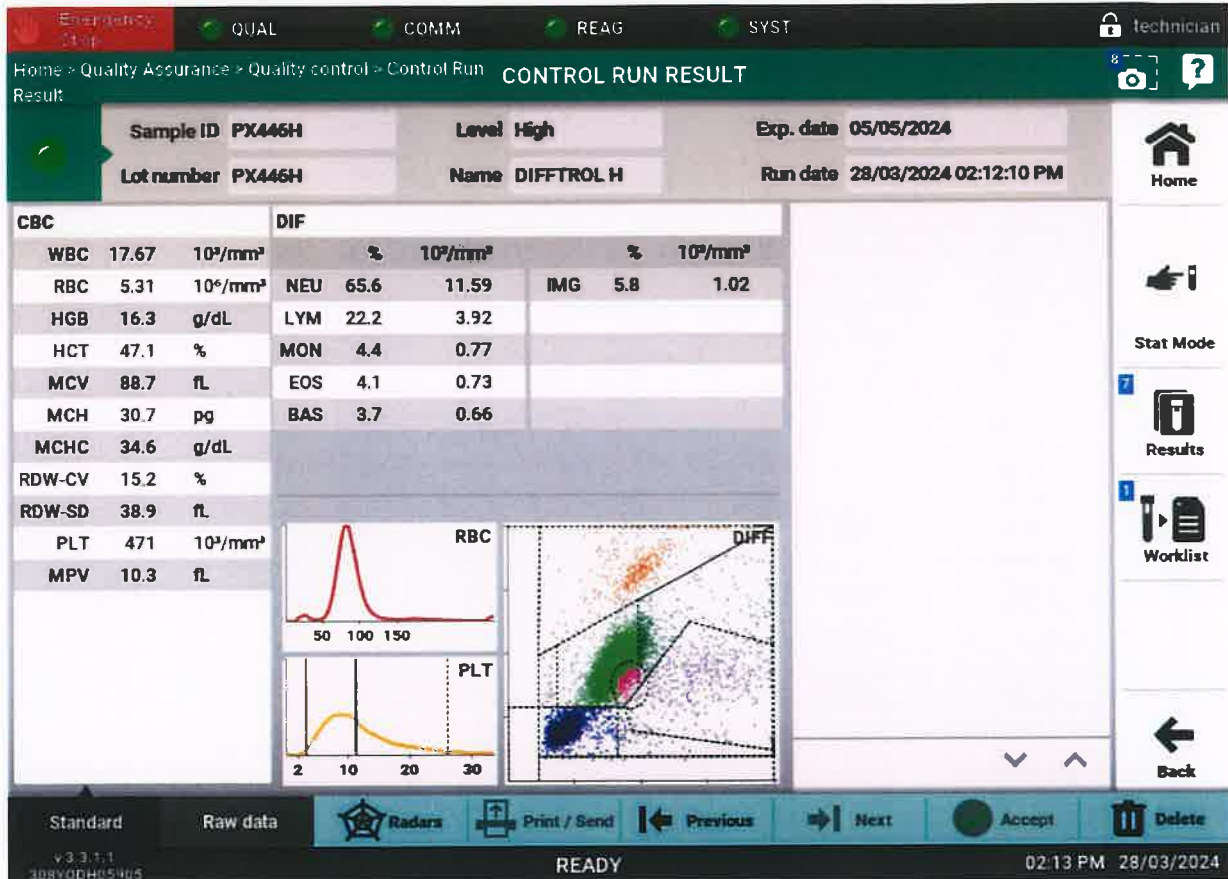 Emergency Stop QUAL COMM REAG SYST technician
Home > Quality Assurance > Quality control > Control Run Result
CONTROL RUN RESULT 8 ?
Sample ID PX446H Level High Exp. date 05/05/2024
Lot number PX446H Name DIFFTROL H Run date 28/03/2024 02:12:10 PM
Home
CBC
WBC 17.67 10³/mm³
RBC 5.31 10⁶/mm³
HGB 16.3 g/dL
HCT 47.1 %
MCV 88.7 fL
MCH 30.7 pg
MCHC 34.6 g/dL
RDW-CV 15.2 %
RDW-SD 38.9 fL
PLT 471 10³/mm³
MPV 10.3 fL
DIF
% 10³/mm³ % 10³/mm³
NEU 65.6 11.59 IMG 5.8 1.02
LYM 22.2 3.92
MON 4.4 0.77
EOS 4.1 0.73
BAS 3.7 0.66
RBC
50 100 150
PLT
2 10 20 30
DIFF
Stat Mode
7
Results
1
Worklist
Back
Standard Raw data Radars Print / Send Previous Next Accept Delete
v3.3.1.1
308YODH05905
READY 02:13 PM 28/03/2024